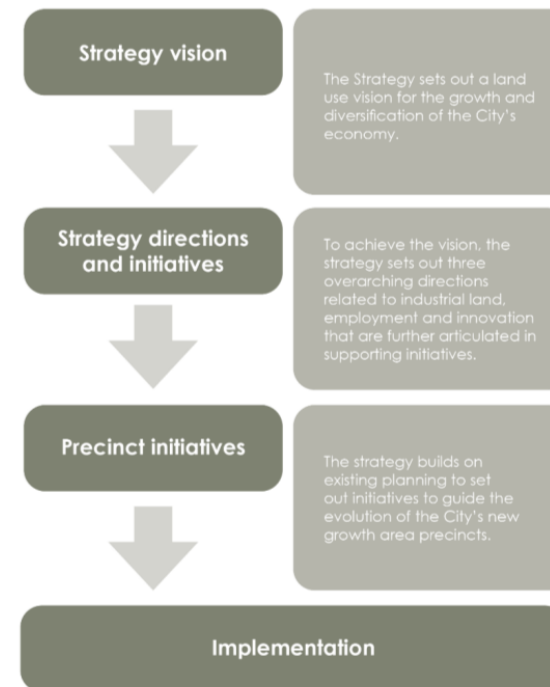 Strategy vision
The Strategy sets out a land
use vision for the growth and
diversification of the City's
economy.
Strategy directions
and initiatives
To achieve the vision, the
strategy sets out three
overarching directions
related to industrial land,
employment and innovation
that are further articulated in
supporting initiatives.
Precinct initiatives
The strategy builds on
existing planning to set
out initiatives to guide the
evolution of the City's new
growth area precincts.
Implementation